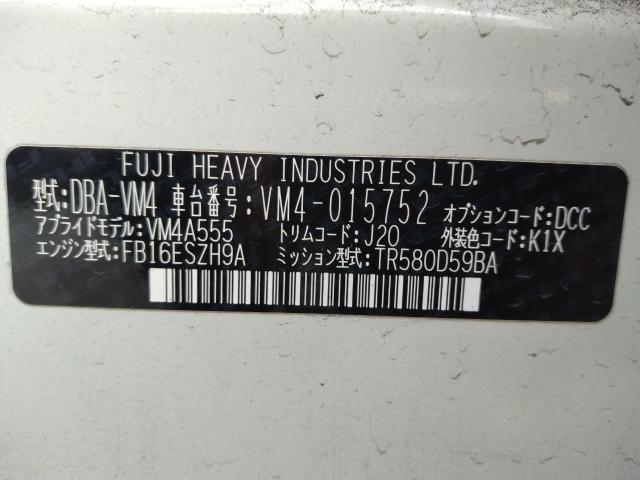 FUJI HEAVY INDUSTRIES LTD.
型式:DBA-VM4 車台番号:VM4-015752 オプションコード:DCC
アプライドモデル:VM4A555 トリムコード:J20 外装色コード:K1X
エンジン型式:FB16ESZH9A ミッション型式:TR580D59BA